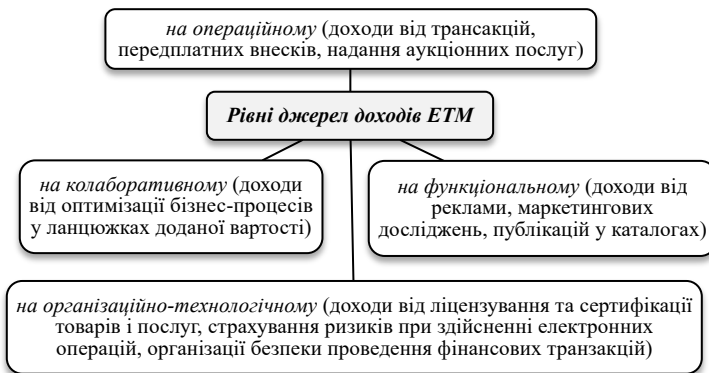 на операційному (доходи від трансакцій,
передплатних внесків, надання аукціонних послуг)
Рівні джерел доходів ЕТМ
на колаборативному (доходи
від оптимізації бізнес-процесів
у ланцюжках доданої вартості)
на функціональному (доходи від
реклами, маркетингових
досліджень, публікацій у каталогах)
на організаційно-технологічному (доходи від ліцензування та сертифікації
товарів і послуг, страхування ризиків при здійсненні електронних
операцій, організації безпеки проведення фінансових транзакцій)